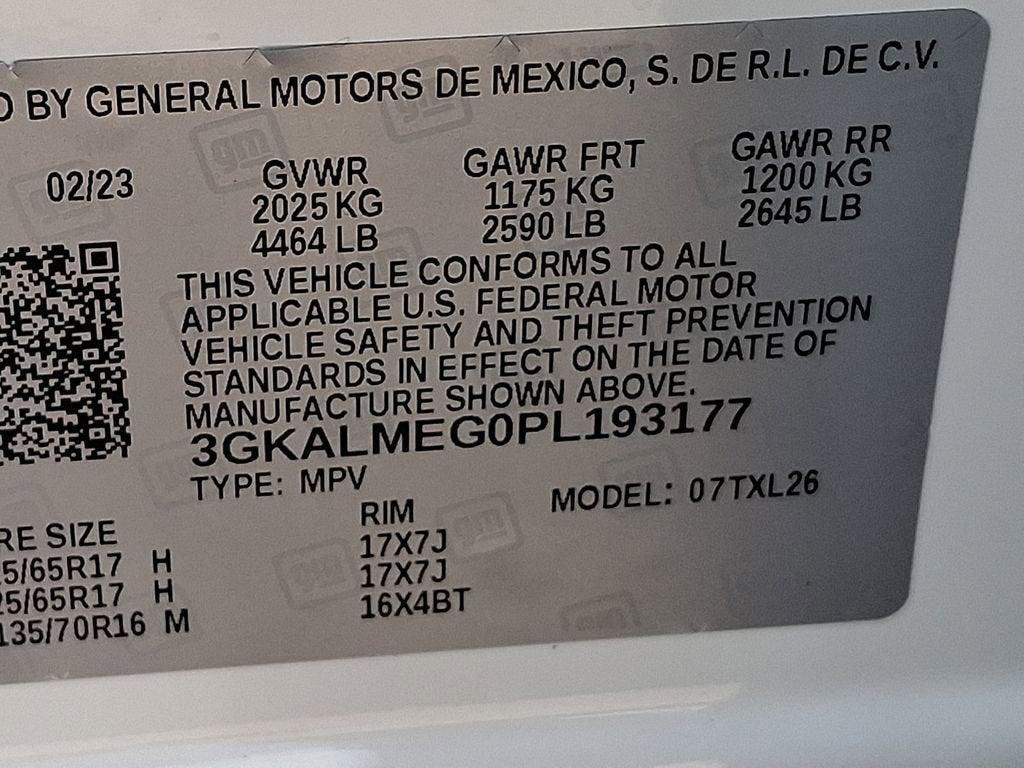 BY GENERAL MOTORS DE MEXICO, S. DE R.L. DE C.V.
02/23 GVWR GAWR FRT GAWR RR
2025 KG 1175 KG 1200 KG
4464 LB 2590 LB 2645 LB
THIS VEHICLE CONFORMS TO ALL
APPLICABLE U.S. FEDERAL MOTOR
VEHICLE SAFETY AND THEFT PREVENTION
STANDARDS IN EFFECT ON THE DATE OF
MANUFACTURE SHOWN ABOVE.
3GKALMEG0PL193177
TYPE: MPV MODEL: 07TXL26
RE SIZE RIM
5/65R17 H 17X7J
25/65R17 H 17X7J
135/70R16 M 16X4BT